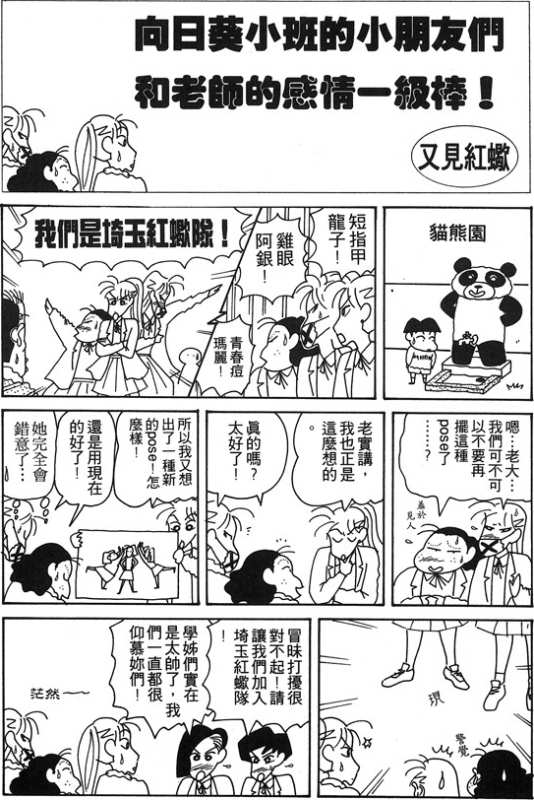 向日葵小班的小朋友們
和老師的感情一級棒！
又見紅蠍
貓熊園
短指甲
龍子！
雞眼
阿銀！
青春痘
瑪麗！
我們是埼玉紅蠍隊！
嗯…老大…
我們可不可
以不要再
擺這種
pose了
……？
羞於
見人
老實講，
我也正是
這麼想的
。
真的嗎？
太好了！
所以我又想
出了一種新
的pose！怎
麼樣！
還是用現在
的好了！
她完全會
錯意了…
現
警覺
冒昧打擾很
對不起！請
讓我們加入
埼玉紅蠍隊
！
學姊們實在
是太帥了，我
們一直都很
仰慕妳們！
茫然──